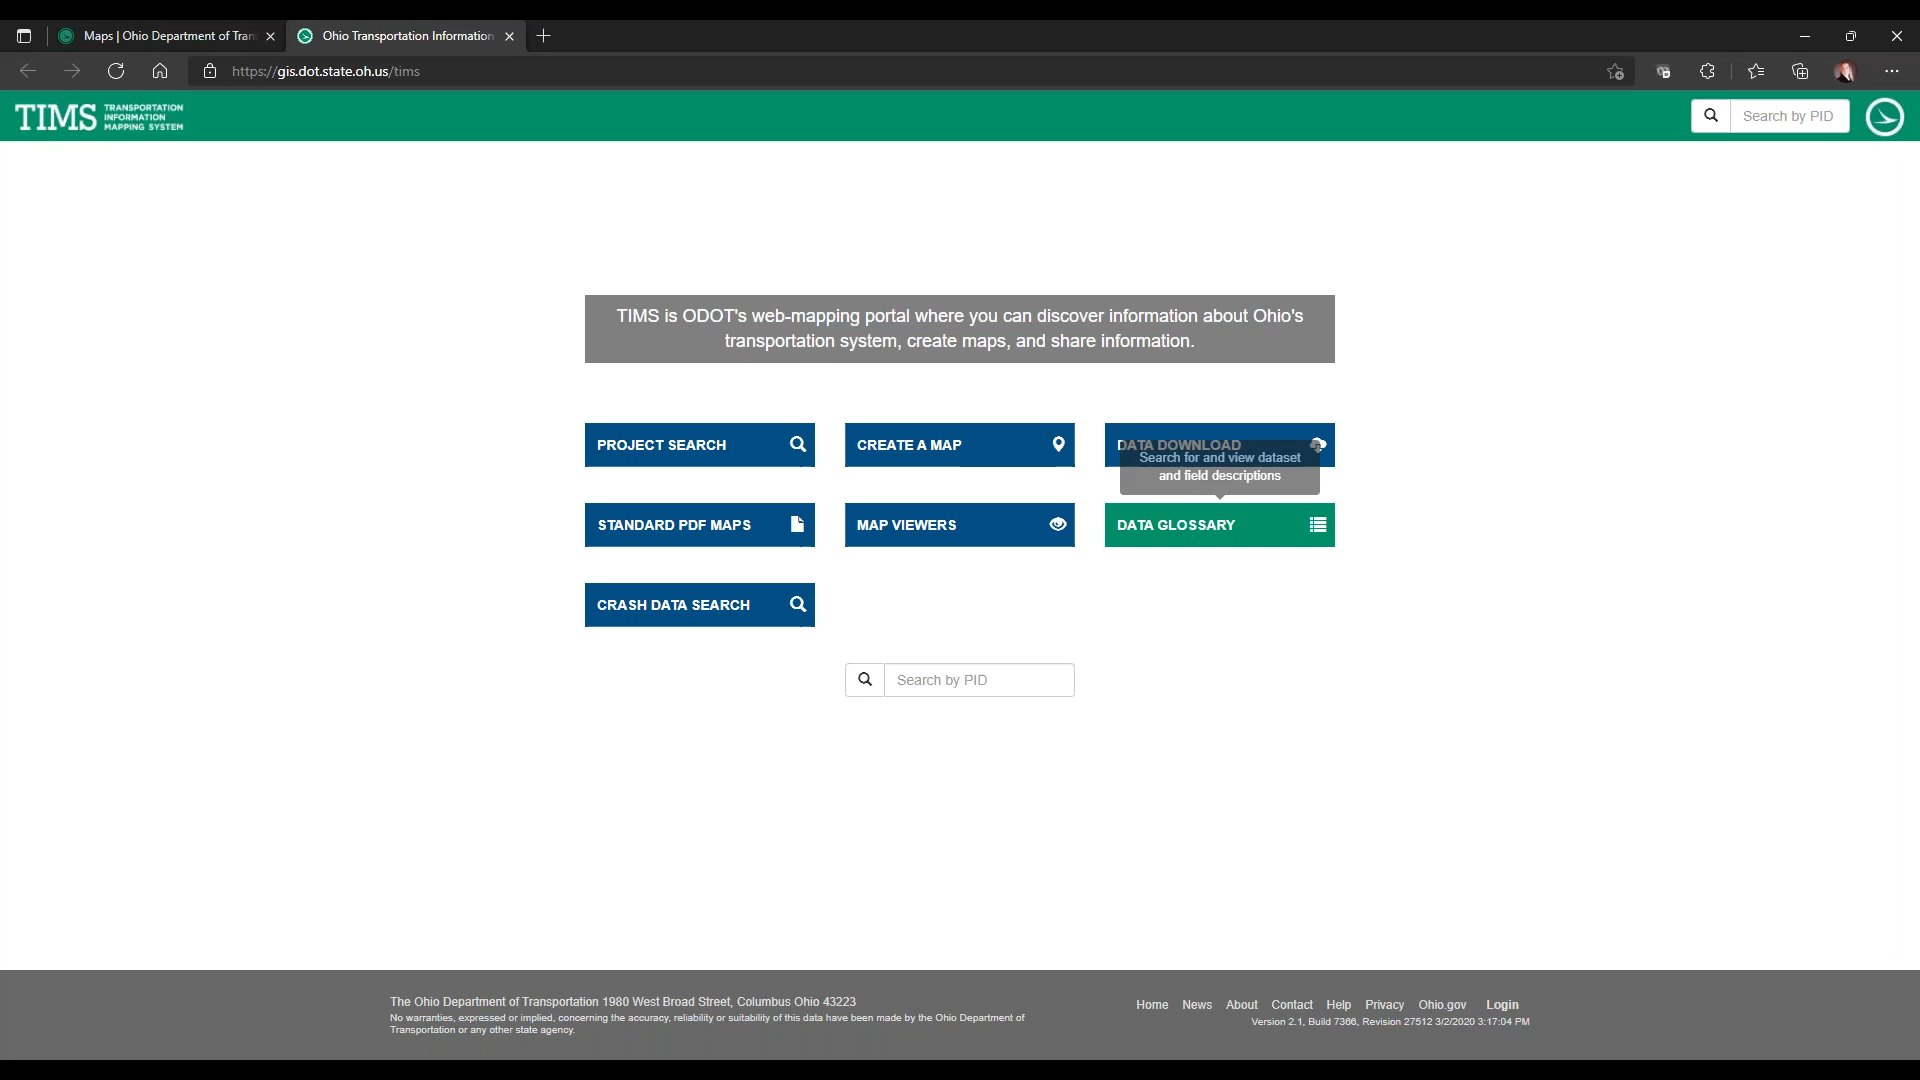 Maps | Ohio Department of Tran
Ohio Transportation Information
https://gis.dot.state.oh.us/tims
TIMS
TRANSPORTATION
INFORMATION
MAPPING SYSTEM
Search by PID
TIMS is ODOT's web-mapping portal where you can discover information about Ohio's
transportation system, create maps, and share information.
PROJECT SEARCH
CREATE A MAP
DATA DOWNLOAD
Search for and view dataset
and field descriptions
STANDARD PDF MAPS
MAP VIEWERS
DATA GLOSSARY
CRASH DATA SEARCH
Search by PID
The Ohio Department of Transportation 1980 West Broad Street, Columbus Ohio 43223
No warranties, expressed or implied, concerning the accuracy, reliability or suitability of this data have been made by the Ohio Department of
Transportation or any other state agency.
Home News About Contact Help Privacy Ohio.gov Login
Version 2.1, Build 7366, Revision 27512 3/2/2020 3:17:04 PM